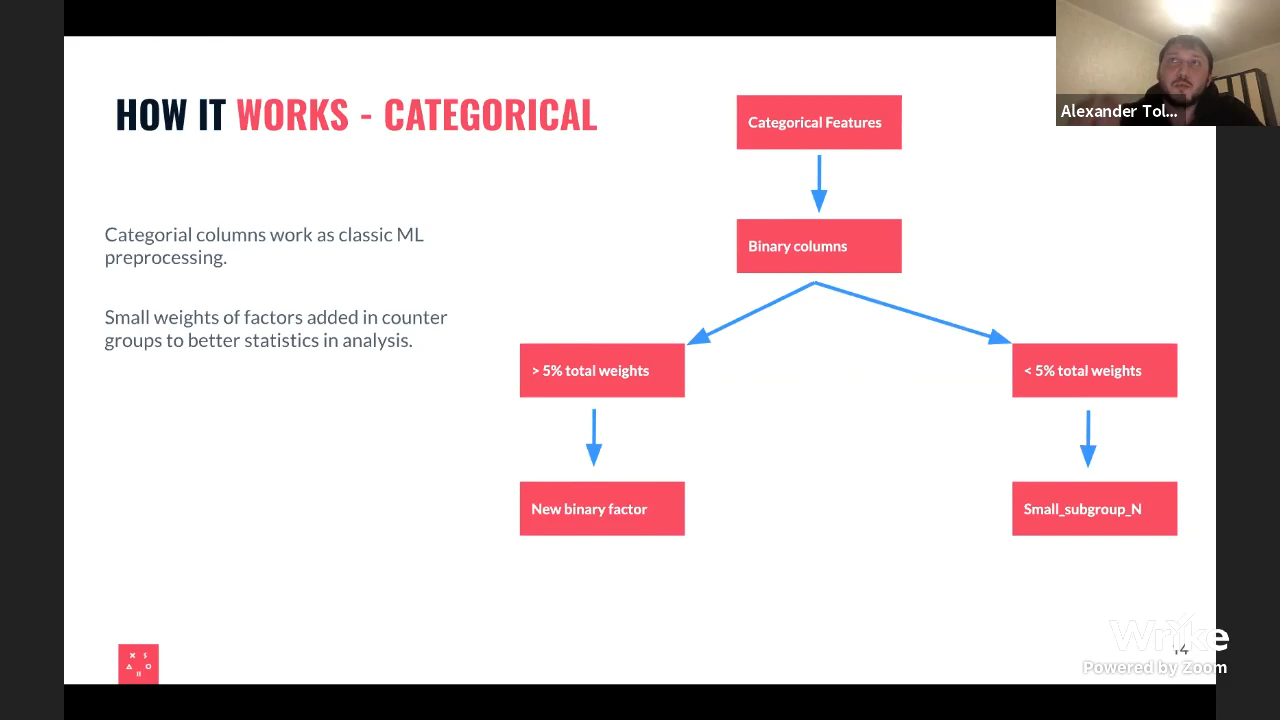 HOW IT WORKS - CATEGORICAL
Categorical Features
Alexander Tol...
Binary columns
Categorial columns work as classic ML
preprocessing.
Small weights of factors added in counter
groups to better statistics in analysis.
> 5% total weights
< 5% total weights
New binary factor
Small_subgroup_N
X S
Δ O
Wrike
14
Powered by Zoom